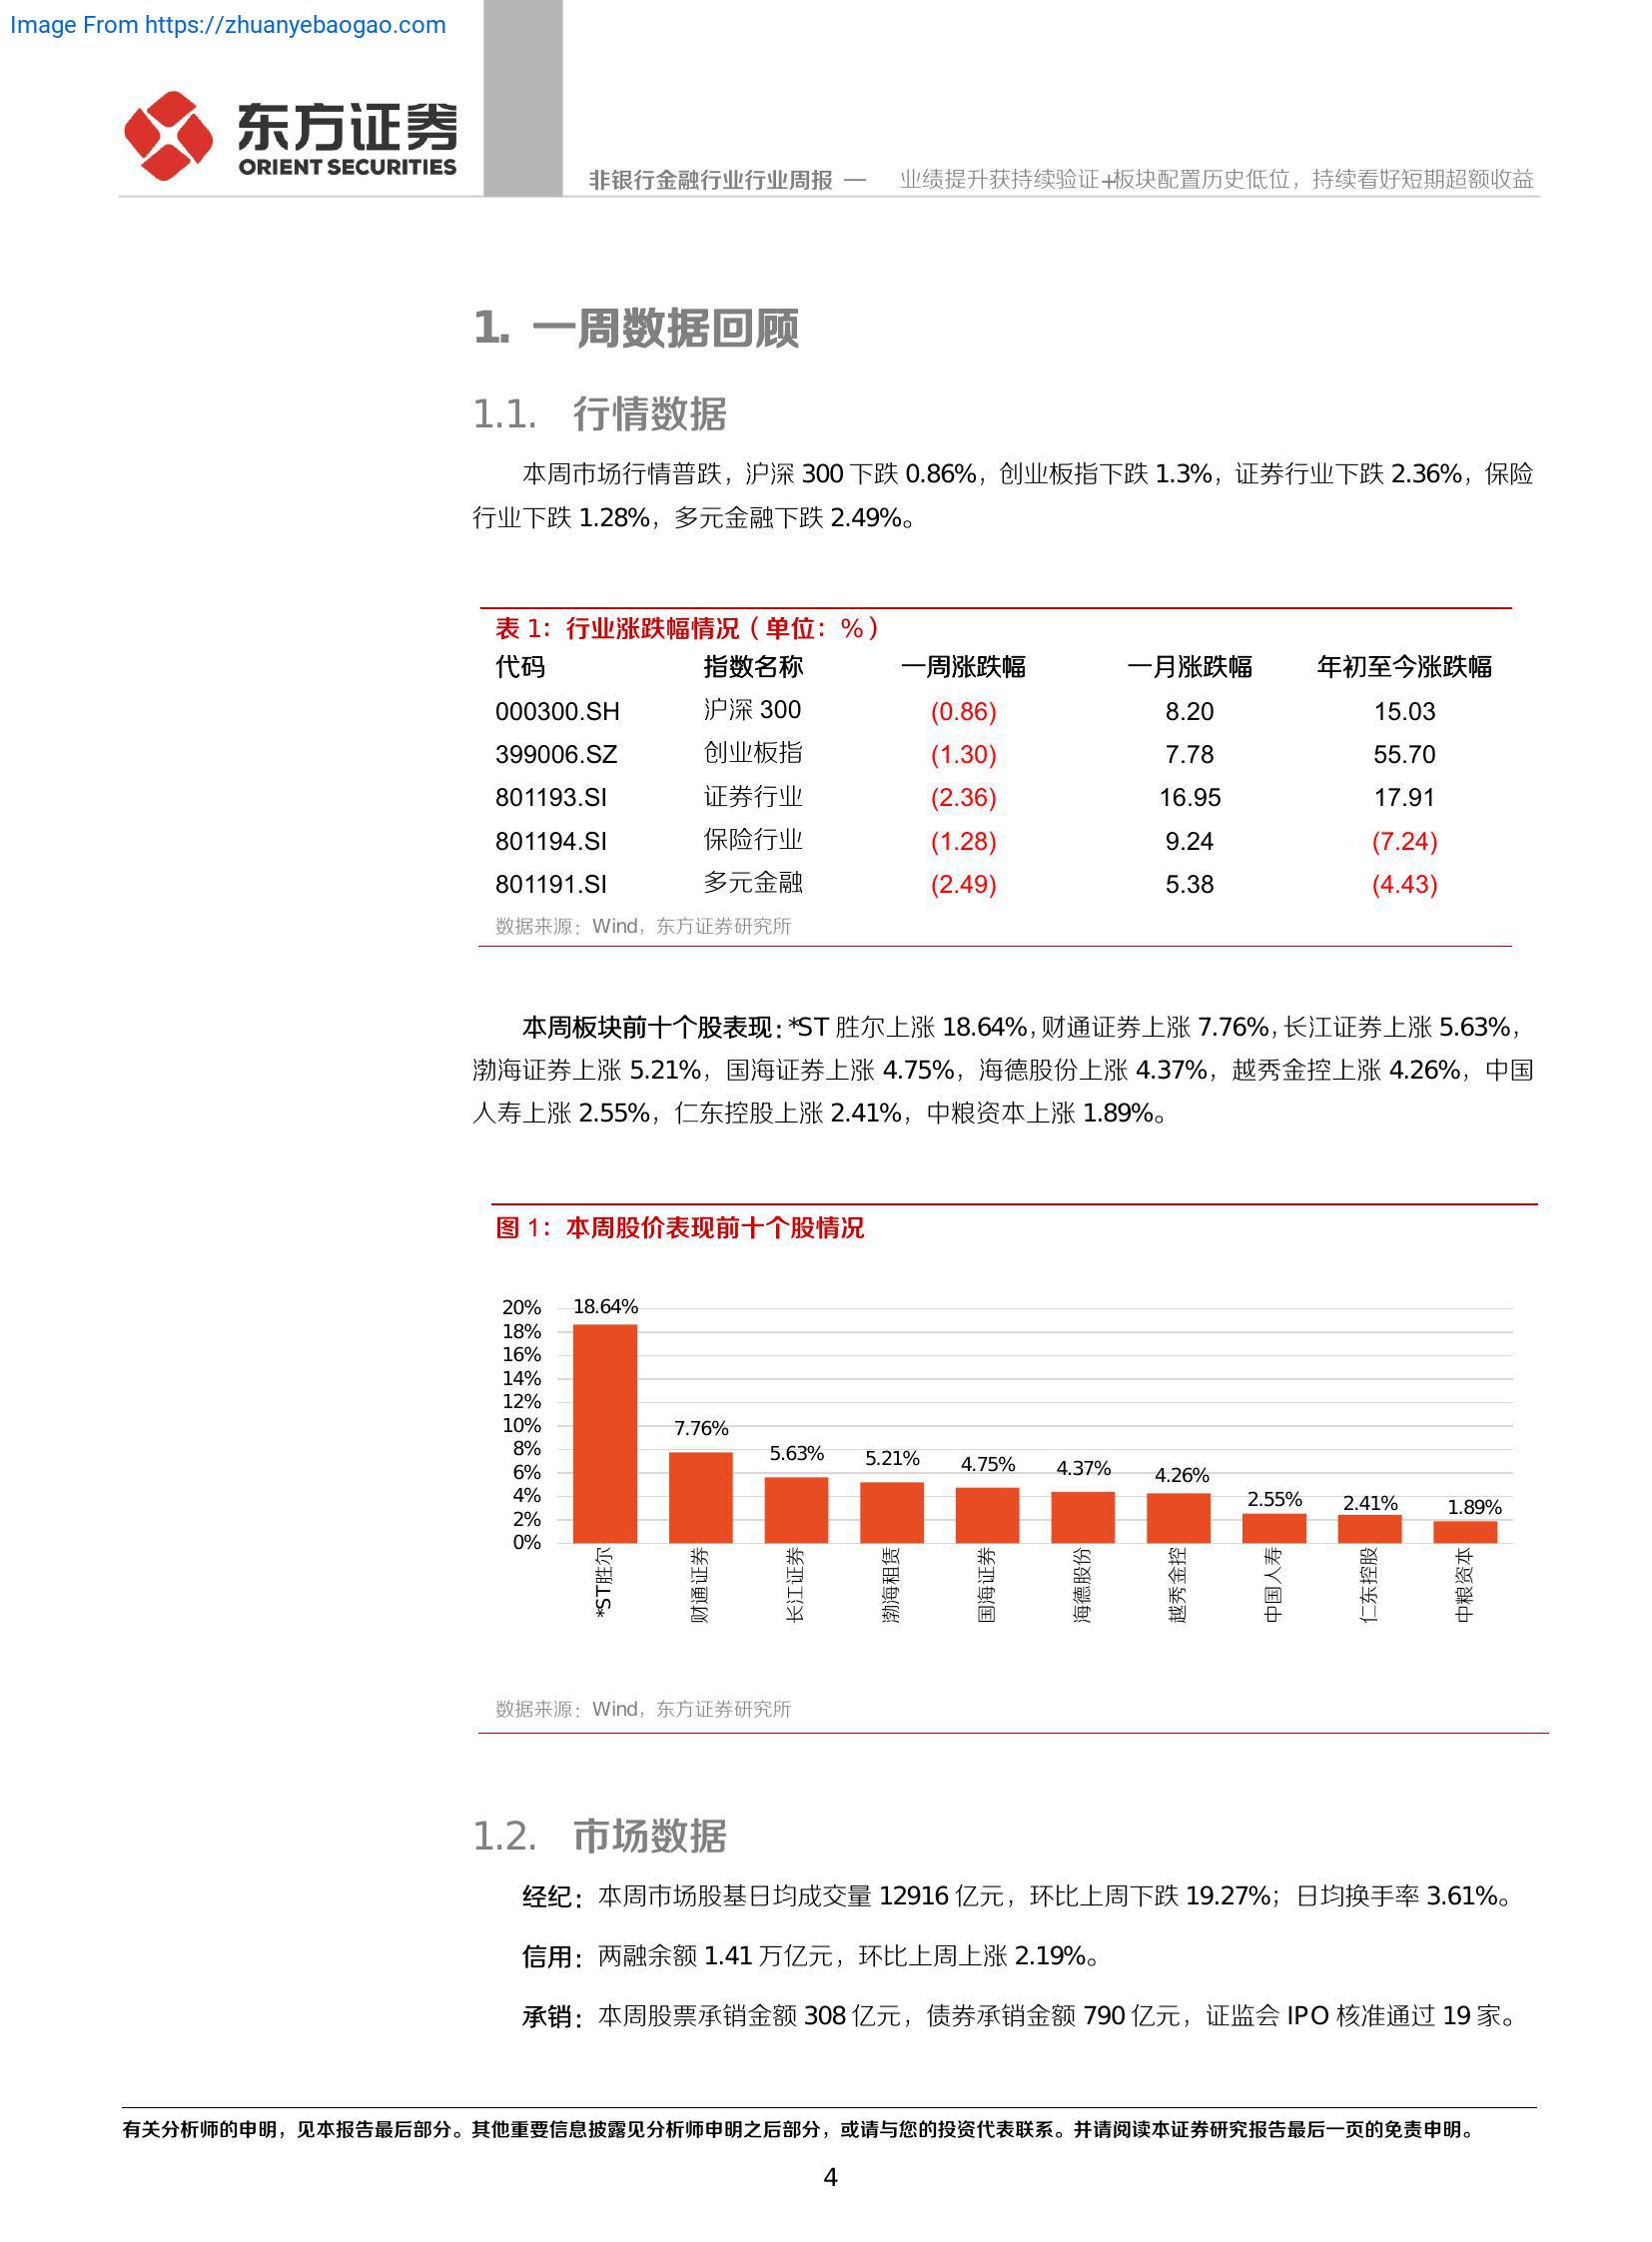 Image From https://zhuanyebaogao.com
东方证券
ORIENT SECURITIES
非银行金融行业行业周报 — 业绩提升获持续验证+板块配置历史低位，持续看好短期超额收益
1. 一周数据回顾
1.1. 行情数据
本周市场行情普跌，沪深 300 下跌 0.86%，创业板指下跌 1.3%，证券行业下跌 2.36%，保险
行业下跌 1.28%，多元金融下跌 2.49%。
表 1：行业涨跌幅情况（单位：%）
代码 指数名称 一周涨跌幅 一月涨跌幅 年初至今涨跌幅
000300.SH 沪深 300 (0.86) 8.20 15.03
399006.SZ 创业板指 (1.30) 7.78 55.70
801193.SI 证券行业 (2.36) 16.95 17.91
801194.SI 保险行业 (1.28) 9.24 (7.24)
801191.SI 多元金融 (2.49) 5.38 (4.43)
数据来源：Wind，东方证券研究所
本周板块前十个股表现：*ST 胜尔上涨 18.64%，财通证券上涨 7.76%，长江证券上涨 5.63%，
渤海证券上涨 5.21%，国海证券上涨 4.75%，海德股份上涨 4.37%，越秀金控上涨 4.26%，中国
人寿上涨 2.55%，仁东控股上涨 2.41%，中粮资本上涨 1.89%。
图 1：本周股价表现前十个股情况
20%
18%
16%
14%
12%
10%
8%
6%
4%
2%
0%
18.64%
7.76%
5.63%
5.21%
4.75%
4.37%
4.26%
2.55%
2.41%
1.89%
*ST胜尔
财通证券
长江证券
渤海租赁
国海证券
海德股份
越秀金控
中国人寿
仁东控股
中粮资本
数据来源：Wind，东方证券研究所
1.2. 市场数据
经纪：本周市场股基日均成交量 12916 亿元，环比上周下跌 19.27%；日均换手率 3.61%。
信用：两融余额 1.41 万亿元，环比上周上涨 2.19%。
承销：本周股票承销金额 308 亿元，债券承销金额 790 亿元，证监会 IPO 核准通过 19 家。
有关分析师的申明，见本报告最后部分。其他重要信息披露见分析师申明之后部分，或请与您的投资代表联系。并请阅读本证券研究报告最后一页的免责申明。
4